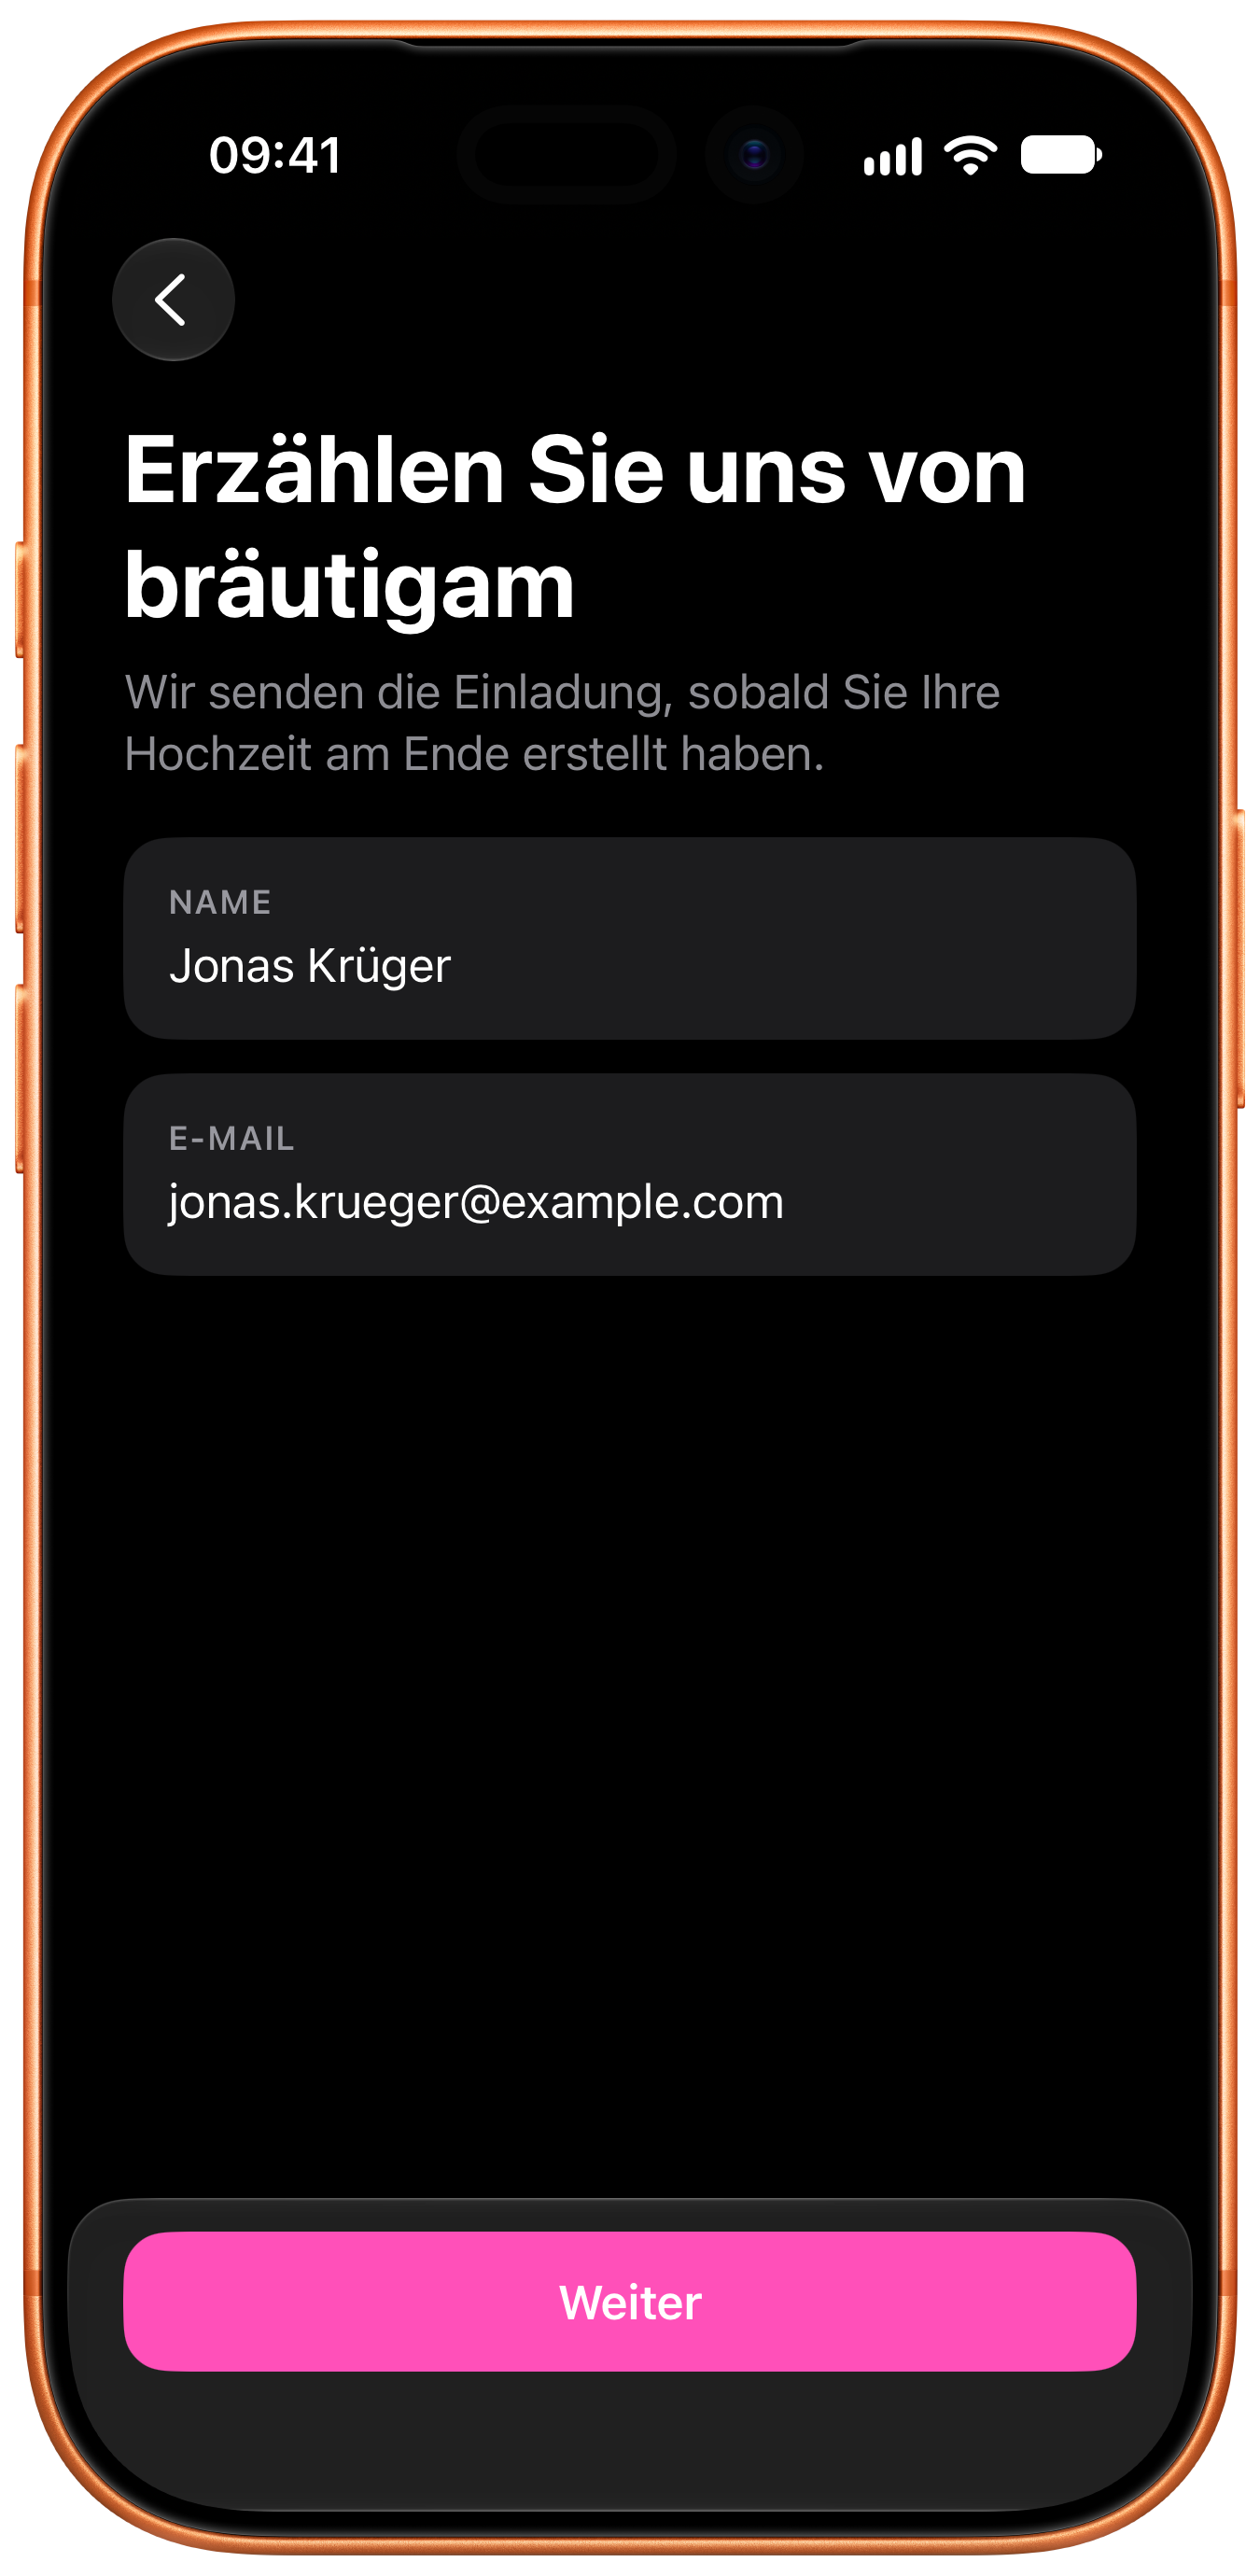 09:41
Erzählen Sie uns von
bräutigam
Wir senden die Einladung, sobald Sie Ihre
Hochzeit am Ende erstellt haben.
NAME
Jonas Krüger
E-MAIL
jonas.krueger@example.com
Weiter